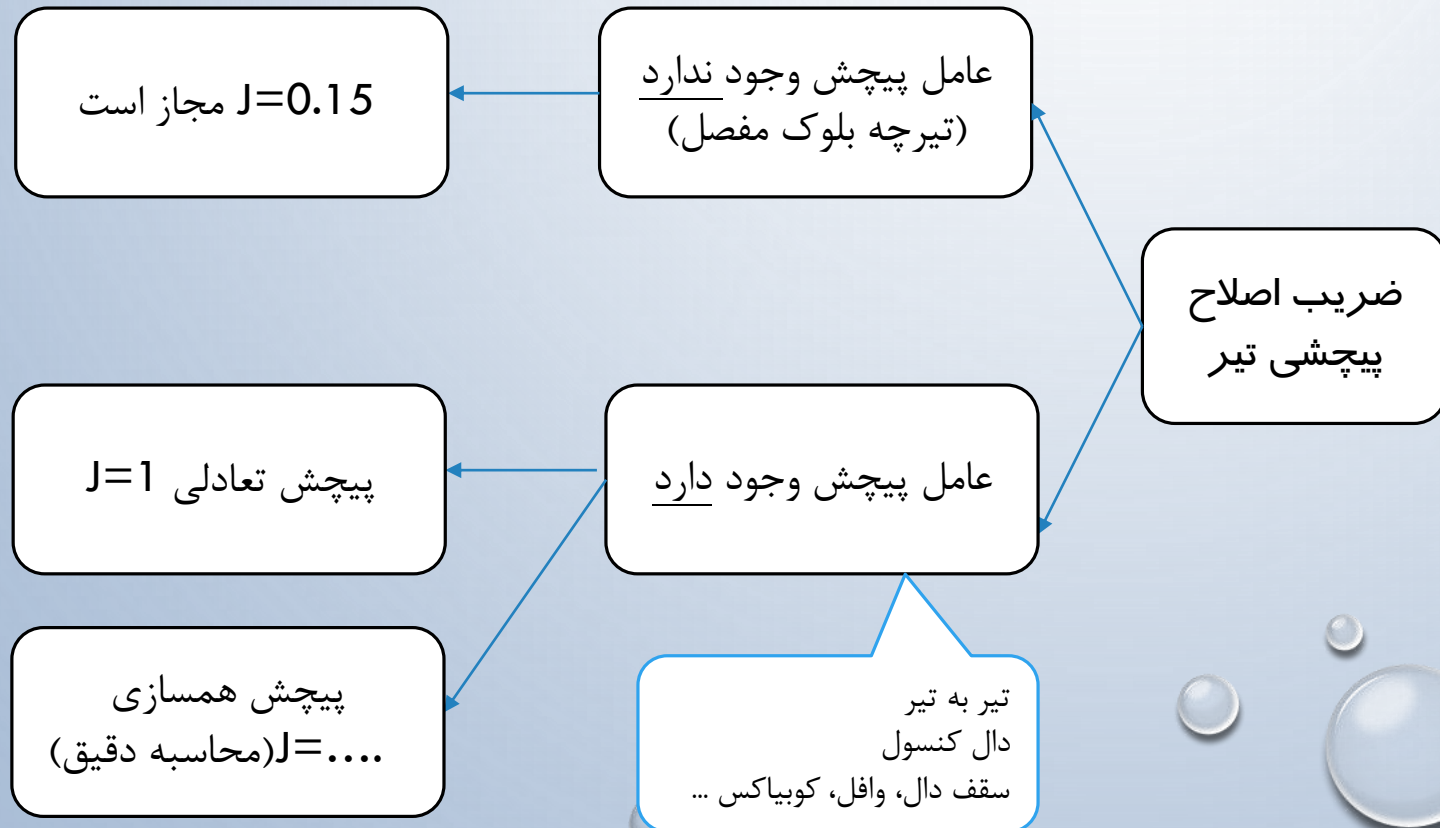 ضریب اصلاح
پیچشی تیر
عامل پیچش وجود ندارد
(تیرچه بلوک مفصل)
J=0.15 مجاز است
عامل پیچش وجود دارد
پیچش تعادلی J=1
پیچش همسازی
J=....(محاسبه دقیق)
تیر به تیر
دال کنسول
سقف دال، وافل، کوبیاکس ...